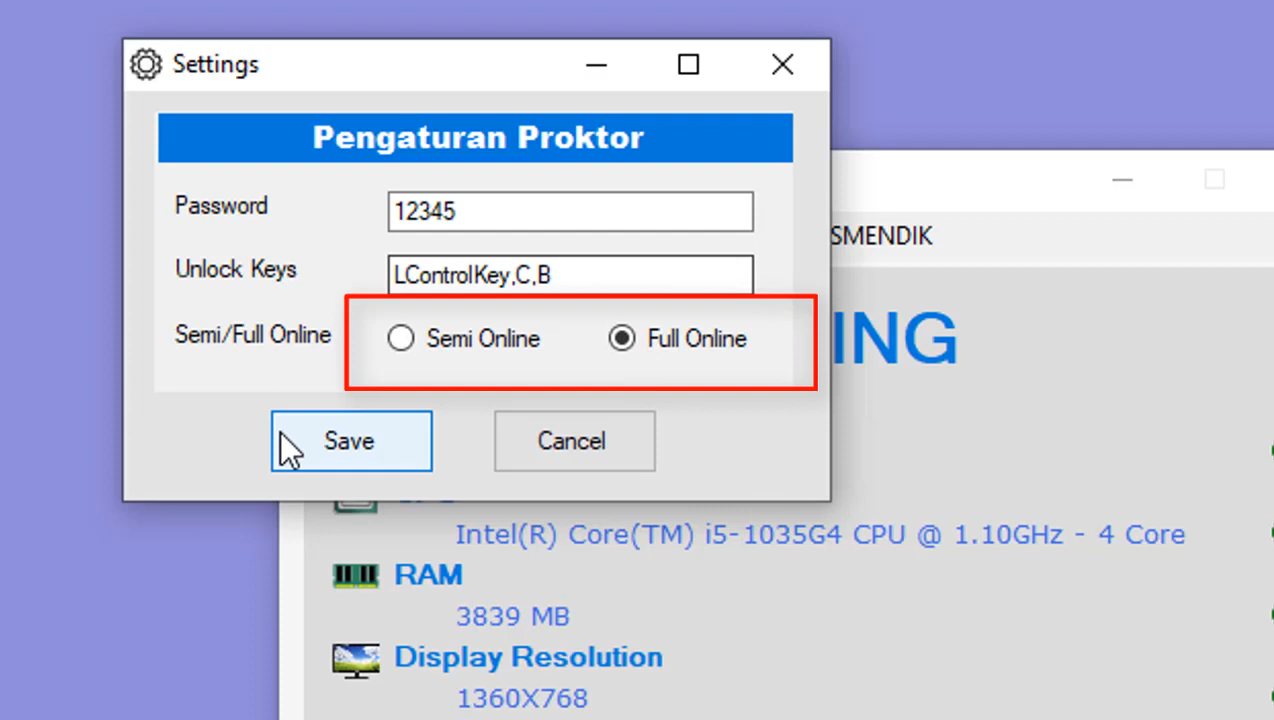 Settings
Pengaturan Proktor
Password
12345
Unlock Keys
LControlKey,C,B
Semi/Full Online
Semi Online
Full Online
Save
Cancel
SMENDIK
ING
Intel(R) Core(TM) i5-1035G4 CPU @ 1.10GHz - 4 Core
RAM
3839 MB
Display Resolution
1360X768